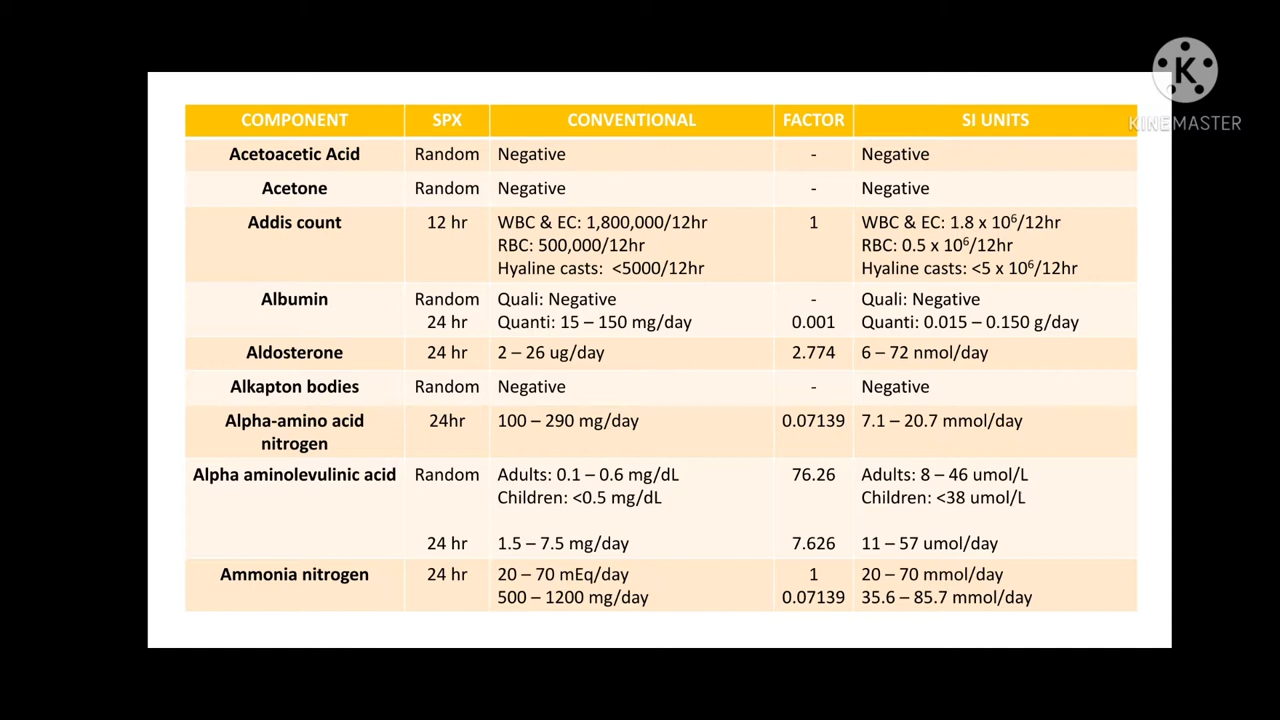 K
KINEMASTER
COMPONENT SPX CONVENTIONAL FACTOR SI UNITS
Acetoacetic Acid Random Negative - Negative
Acetone Random Negative - Negative
Addis count 12 hr WBC & EC: 1,800,000/12hr 1 WBC & EC: 1.8 x 10⁶/12hr
RBC: 500,000/12hr RBC: 0.5 x 10⁶/12hr
Hyaline casts: <5000/12hr Hyaline casts: <5 x 10⁶/12hr
Albumin Random Quali: Negative - Quali: Negative
24 hr Quanti: 15 – 150 mg/day 0.001 Quanti: 0.015 – 0.150 g/day
Aldosterone 24 hr 2 – 26 ug/day 2.774 6 – 72 nmol/day
Alkapton bodies Random Negative - Negative
Alpha-amino acid 24hr 100 – 290 mg/day 0.07139 7.1 – 20.7 mmol/day
nitrogen
Alpha aminolevulinic acid Random Adults: 0.1 – 0.6 mg/dL 76.26 Adults: 8 – 46 umol/L
Children: <0.5 mg/dL Children: <38 umol/L
24 hr 1.5 – 7.5 mg/day 7.626 11 – 57 umol/day
Ammonia nitrogen 24 hr 20 – 70 mEq/day 1 20 – 70 mmol/day
500 – 1200 mg/day 0.07139 35.6 – 85.7 mmol/day